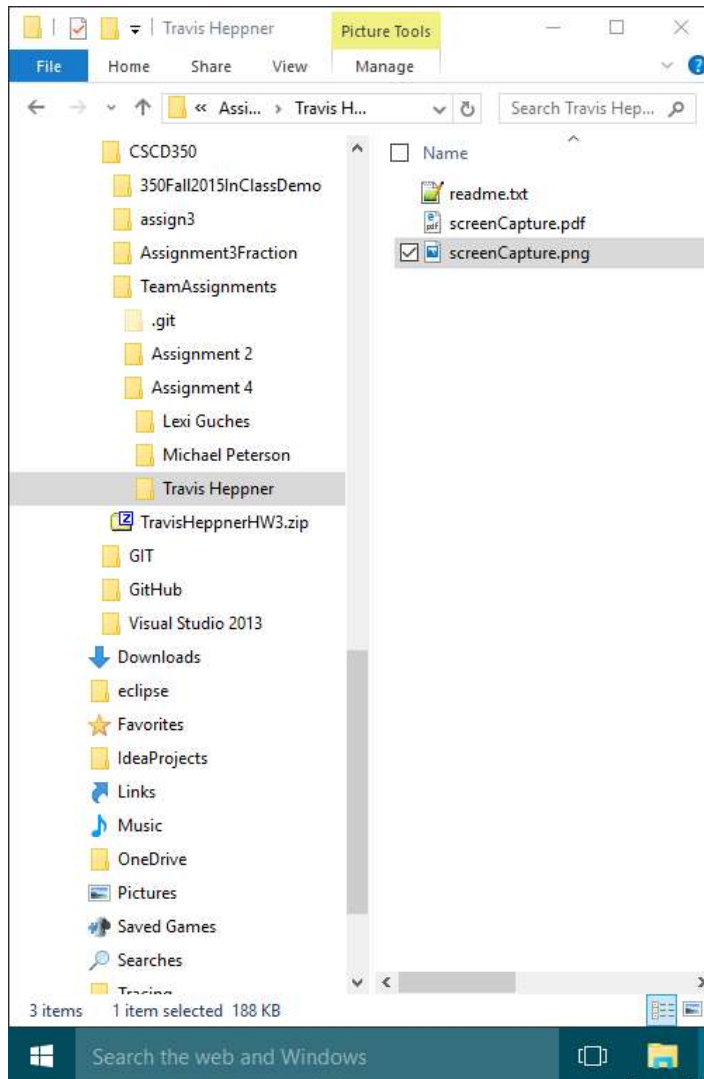 Travis Heppner
Picture Tools
File
Home
Share
View
Manage
?
« Assi... › Travis H...
Search Travis Hep...
CSCD350
350Fall2015InClassDemo
assign3
Assignment3Fraction
TeamAssignments
.git
Assignment 2
Assignment 4
Lexi Guches
Michael Peterson
Travis Heppner
TravisHeppnerHW3.zip
GIT
GitHub
Visual Studio 2013
Downloads
eclipse
Favorites
IdeaProjects
Links
Music
OneDrive
Pictures
Saved Games
Searches
Tracing
Name
readme.txt
screenCapture.pdf
screenCapture.png
3 items
1 item selected 188 KB
Search the web and Windows